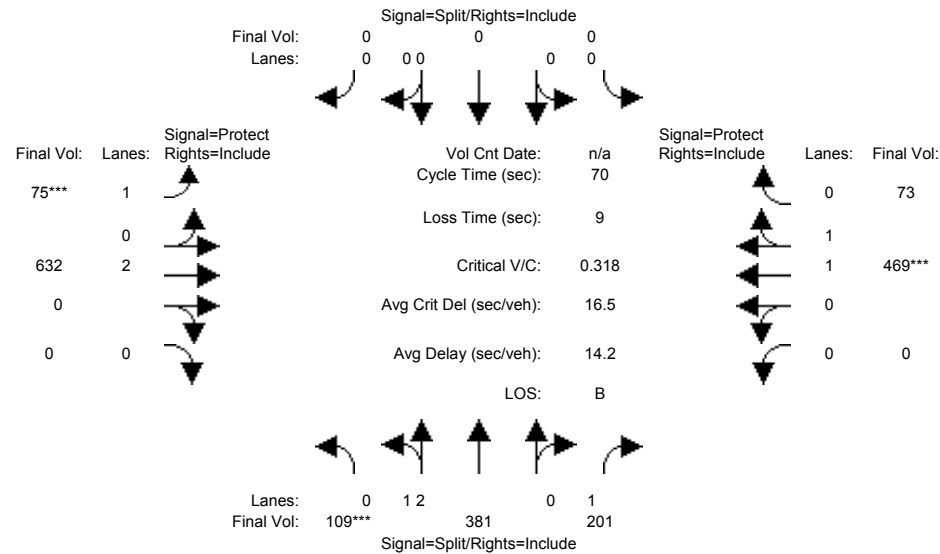 Signal=Split/Rights=Include
Final Vol: 0 0 0
Lanes: 0 0 0 0 0
Signal=Protect Signal=Protect
Final Vol: Lanes: Rights=Include Vol Cnt Date: n/a Rights=Include Lanes: Final Vol:
Cycle Time (sec): 70
75*** 1 0 73
Loss Time (sec): 9
0 1
632 2 Critical V/C: 0.318 1 469***
0 Avg Crit Del (sec/veh): 16.5 0
0 0 Avg Delay (sec/veh): 14.2 0 0
LOS: B
Lanes: 0 1 2 0 1
Final Vol: 109*** 381 201
Signal=Split/Rights=Include